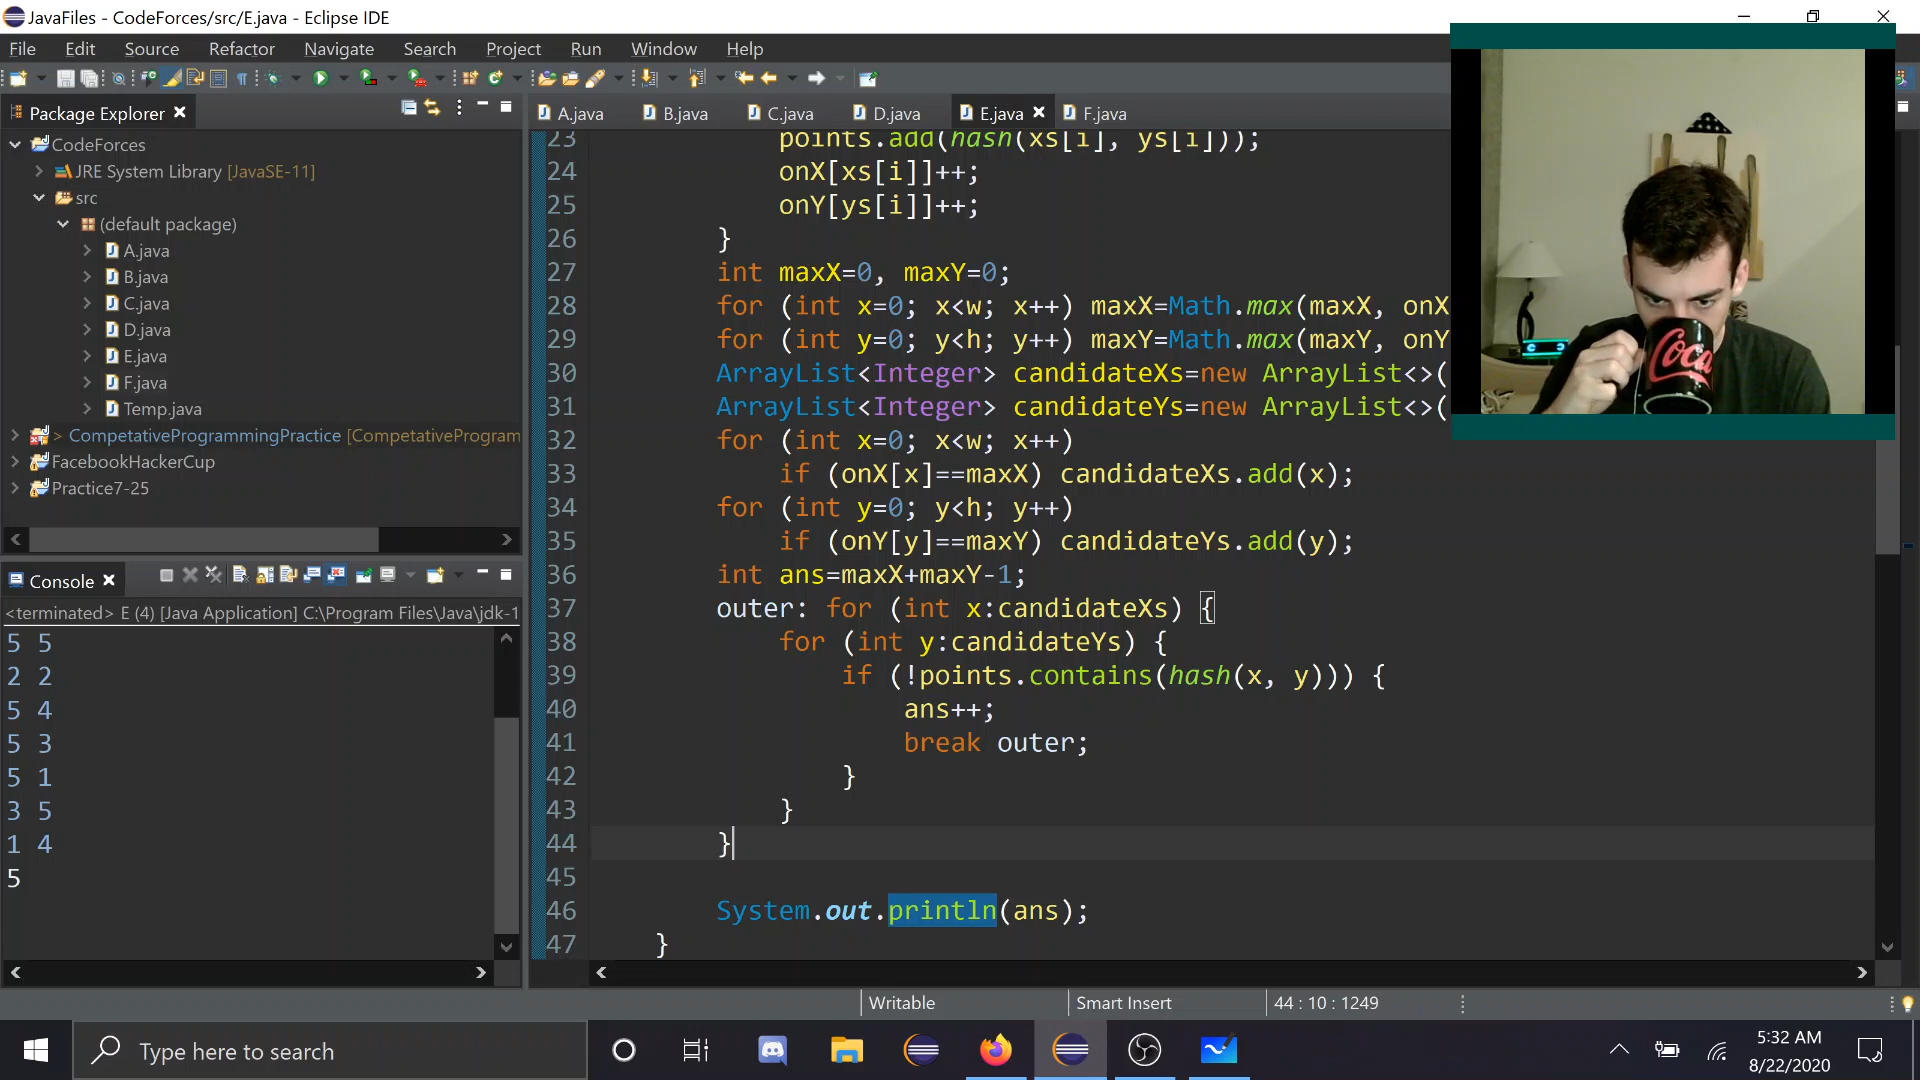 JavaFiles - CodeForces/src/E.java - Eclipse IDE
File Edit Source Refactor Navigate Search Project Run Window Help
Package Explorer
CodeForces
JRE System Library [JavaSE-11]
src
(default package)
A.java
B.java
C.java
D.java
E.java
F.java
Temp.java
> CompetativeProgrammingPractice [CompetativeProgram
FacebookHackerCup
Practice7-25
Console
<terminated> E (4) [Java Application] C:\Program Files\Java\jdk-1
5 5
2 2
5 4
5 3
5 1
3 5
1 4
5
A.java B.java C.java D.java E.java F.java
23 points.add(hash(xs[i], ys[i]));
24 onX[xs[i]]++;
25 onY[ys[i]]++;
26 }
27 int maxX=0, maxY=0;
28 for (int x=0; x<w; x++) maxX=Math.max(maxX, onX
29 for (int y=0; y<h; y++) maxY=Math.max(maxY, onY
30 ArrayList<Integer> candidateXs=new ArrayList<>(
31 ArrayList<Integer> candidateYs=new ArrayList<>(
32 for (int x=0; x<w; x++)
33 if (onX[x]==maxX) candidateXs.add(x);
34 for (int y=0; y<h; y++)
35 if (onY[y]==maxY) candidateYs.add(y);
36 int ans=maxX+maxY-1;
37 outer: for (int x:candidateXs) {
38 for (int y:candidateYs) {
39 if (!points.contains(hash(x, y))) {
40 ans++;
41 break outer;
42 }
43 }
44 }
45
46 System.out.println(ans);
47 }
Coca
Writable Smart Insert 44 : 10 : 1249
Type here to search
5:32 AM
8/22/2020